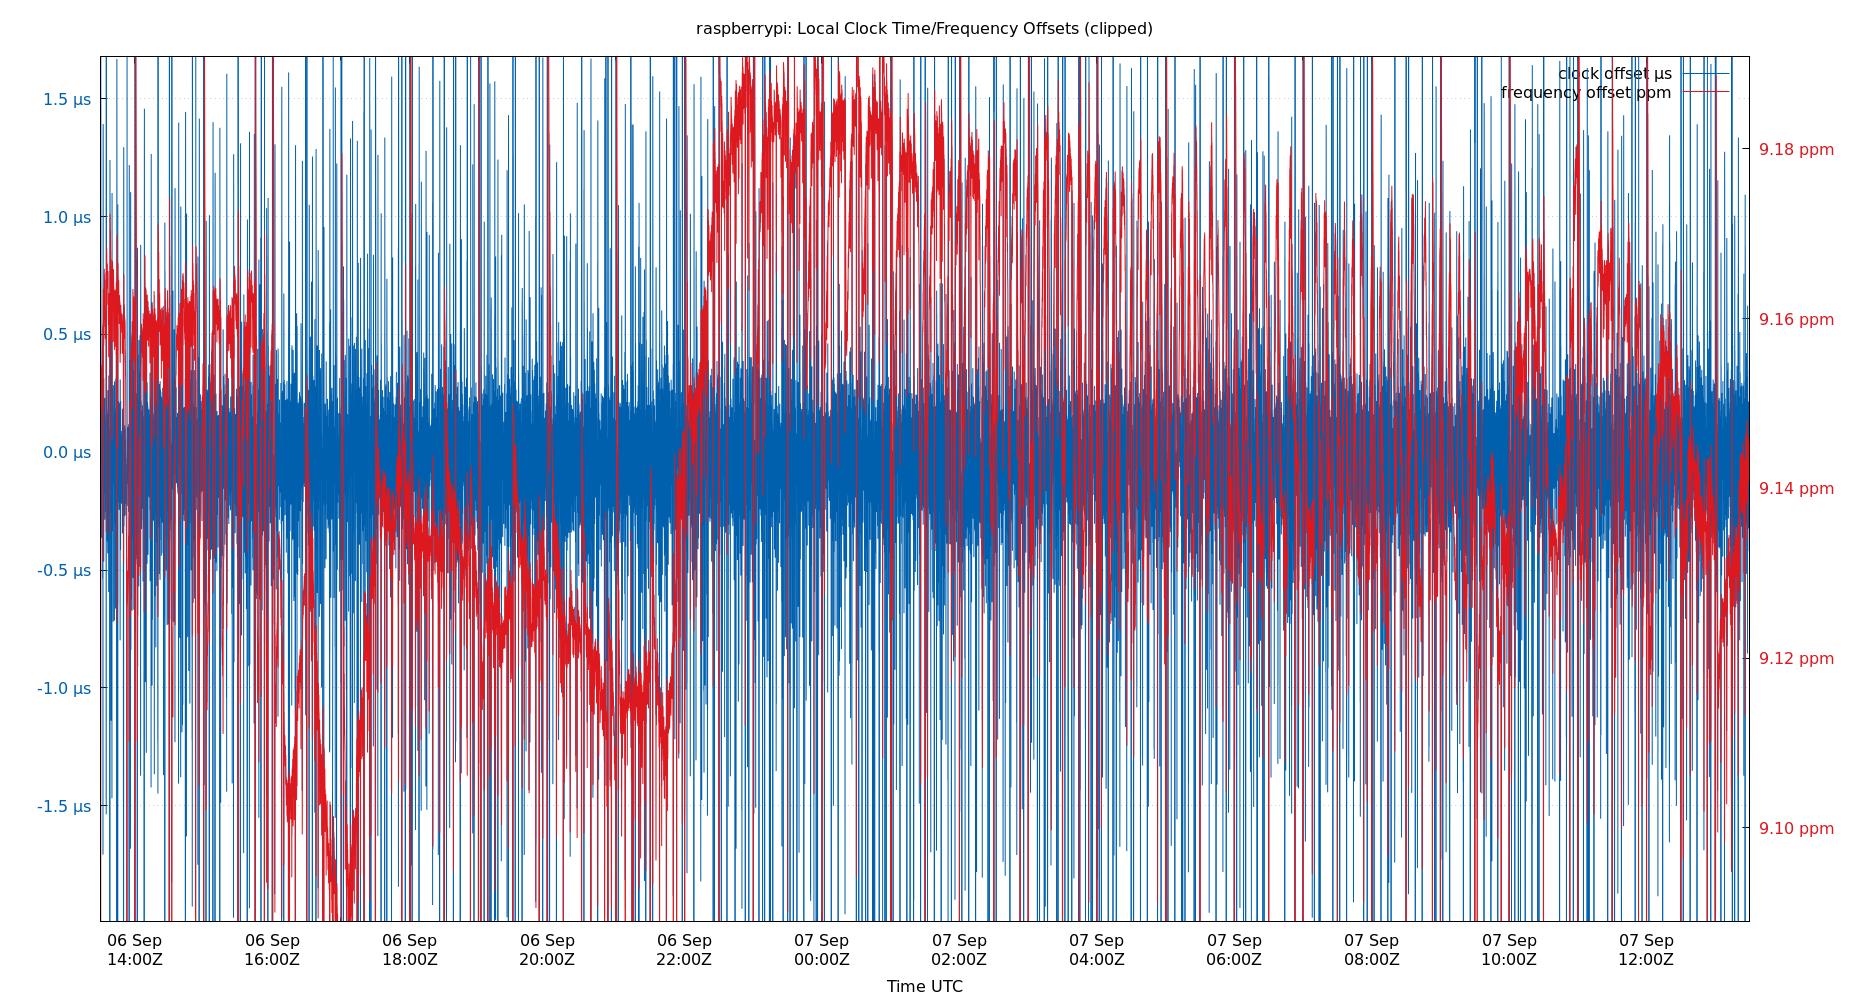 raspberrypi: Local Clock Time/Frequency Offsets (clipped)
clock offset µs
frequency offset ppm
1.5 µs
1.0 µs
0.5 µs
0.0 µs
-0.5 µs
-1.0 µs
-1.5 µs
9.18 ppm
9.16 ppm
9.14 ppm
9.12 ppm
9.10 ppm
06 Sep 06 Sep 06 Sep 06 Sep 06 Sep 07 Sep 07 Sep 07 Sep 07 Sep 07 Sep 07 Sep 07 Sep
14:00Z 16:00Z 18:00Z 20:00Z 22:00Z 00:00Z 02:00Z 04:00Z 06:00Z 08:00Z 10:00Z 12:00Z
Time UTC